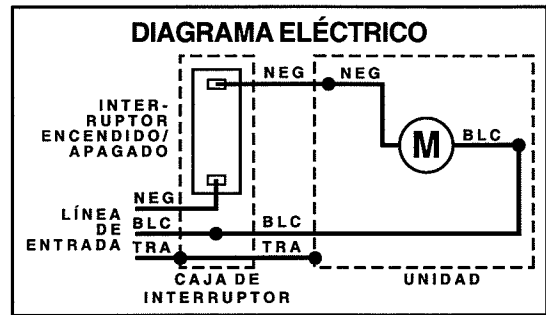 DIAGRAMA ELÉCTRICO
NEG NEG
INTER-
RUPTOR
ENCENDIDO/
APAGADO
M
BLC
NEG
LÍNEA
DE
ENTRADA
BLC BLC
TRA TRA
CAJA DE
INTERRUPTOR
UNIDAD